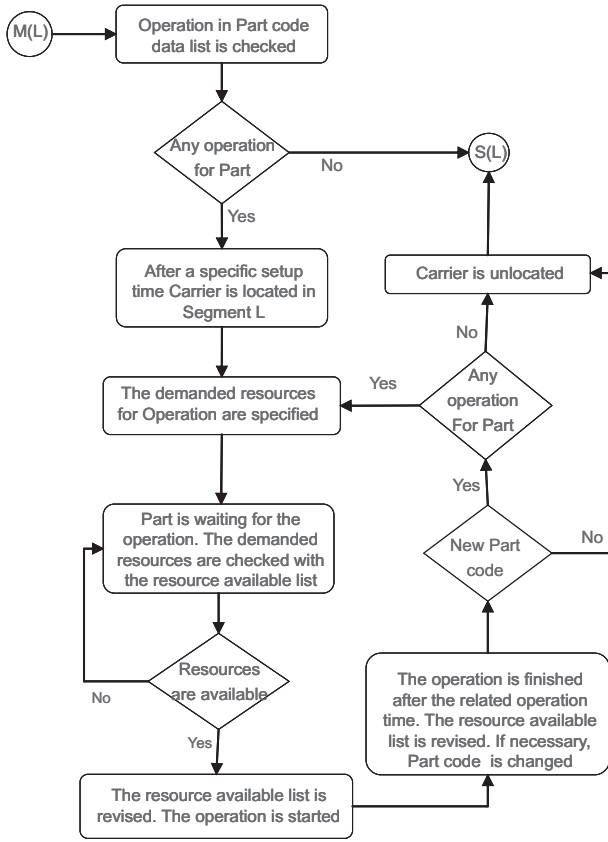 M(L)
Operation in Part code
data list is checked
Any operation
for Part
No
S(L)
Yes
After a specific setup
time Carrier is located in
Segment L
Carrier is unlocated
No
The demanded resources
for Operation are specified
Yes
Any
operation
For Part
Yes
Part is waiting for the
operation. The demanded
resources are checked with
the resource available list
New Part
code
No
Resources
are available
No
Yes
The operation is finished
after the related operation
time. The resource available
list is revised. If necessary,
Part code is changed
The resource available list is
revised. The operation is started